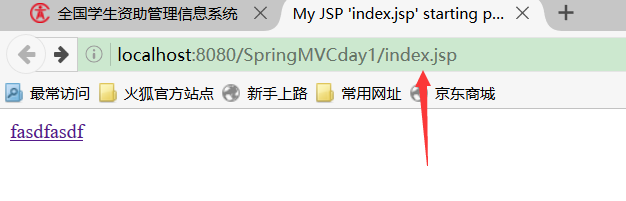 全国学生资助管理信息系统
My JSP 'index.jsp' starting p...
localhost:8080/SpringMVCday1/index.jsp
最常访问 火狐官方站点 新手上路 常用网址 京东商城
fasdfasdf